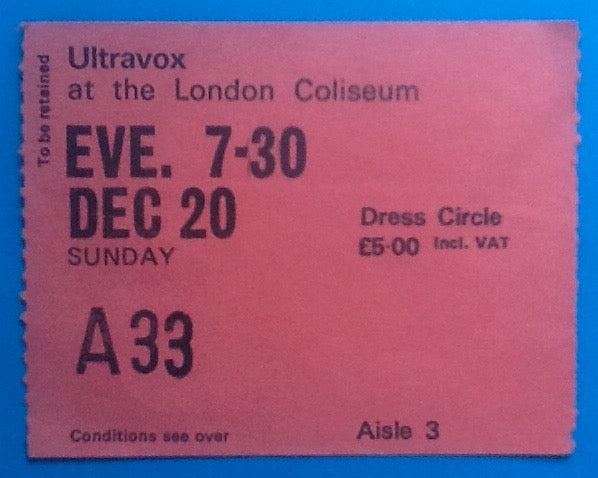 To be retained
Ultravox
at the London Coliseum
EVE. 7-30
DEC 20
SUNDAY
Dress Circle
£5·00 Incl. VAT
A 33
Conditions see over
Aisle 3